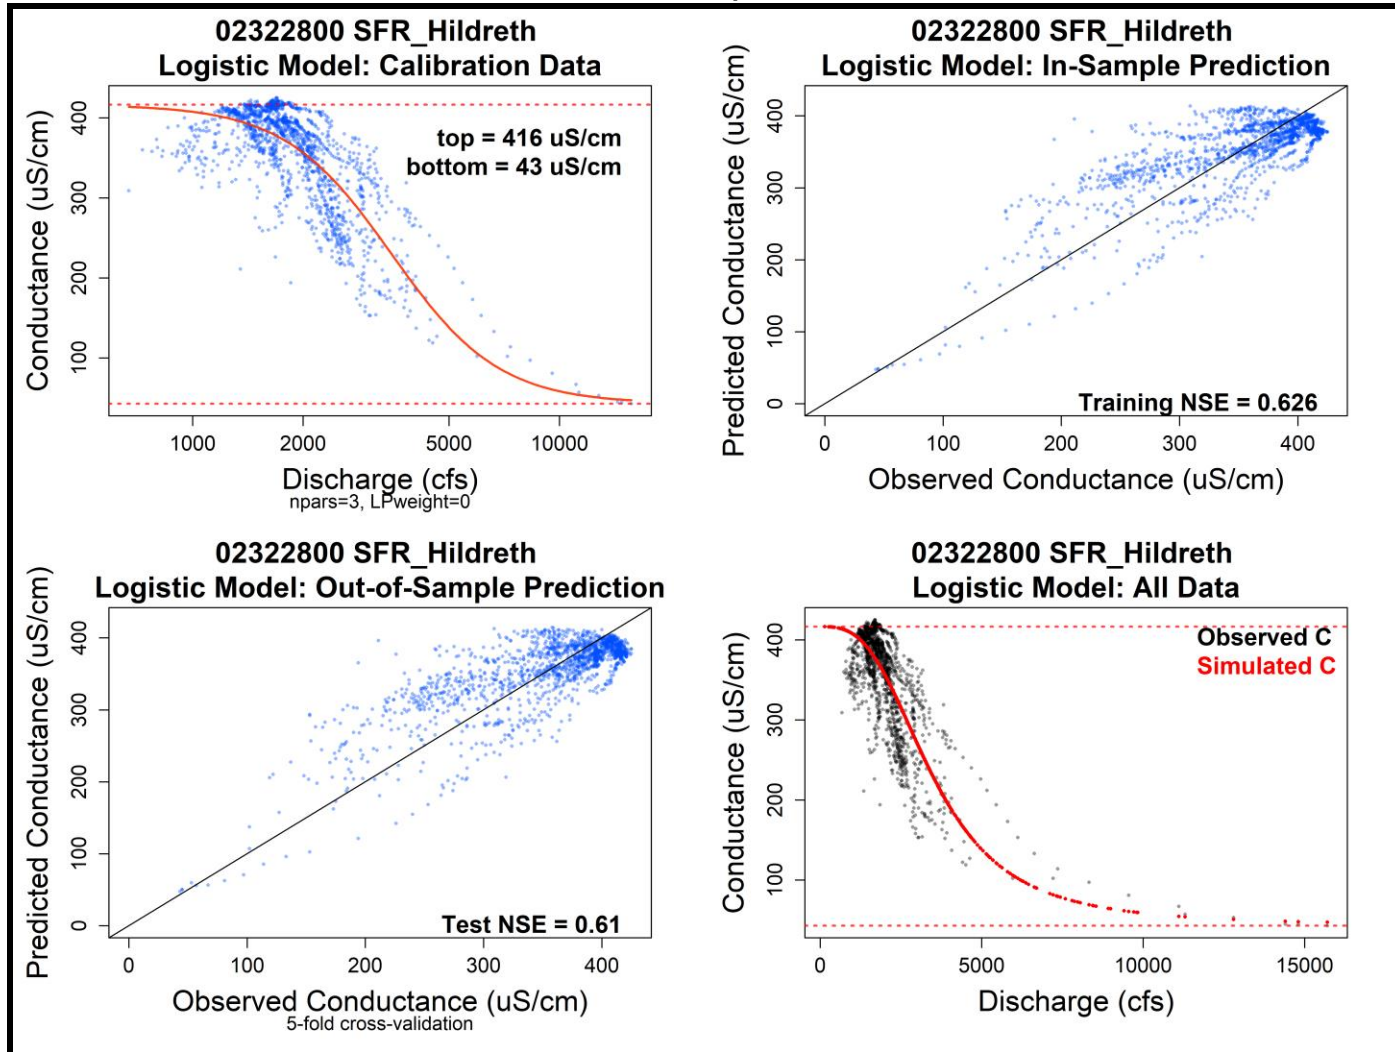 02322800 SFR_Hildreth
Logistic Model: Calibration Data
Conductance (uS/cm)
400
300
200
100
top = 416 uS/cm
bottom = 43 uS/cm
1000 2000 5000 10000
Discharge (cfs)
npars=3, LPweight=0
02322800 SFR_Hildreth
Logistic Model: In-Sample Prediction
Predicted Conductance (uS/cm)
400
300
200
100
0
Training NSE = 0.626
0 100 200 300 400
Observed Conductance (uS/cm)
02322800 SFR_Hildreth
Logistic Model: Out-of-Sample Prediction
Predicted Conductance (uS/cm)
400
300
200
100
0
Test NSE = 0.61
0 100 200 300 400
Observed Conductance (uS/cm)
5-fold cross-validation
02322800 SFR_Hildreth
Logistic Model: All Data
Conductance (uS/cm)
400
300
200
100
Observed C
Simulated C
0 5000 10000 15000
Discharge (cfs)